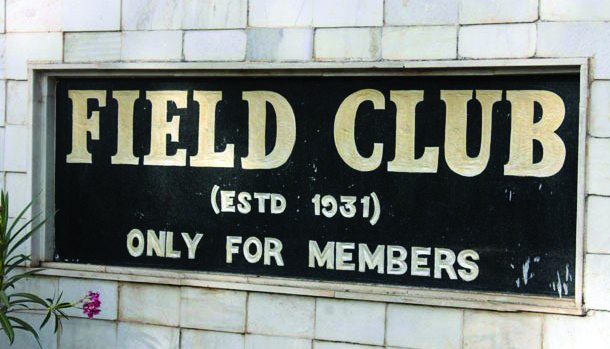 FIELD CLUB
(ESTD 1931)
ONLY FOR MEMBERS